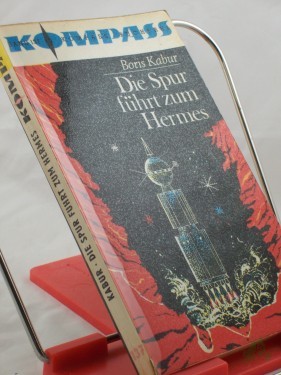 KOMPASS
Boris Kabur
Die Spur
führt zum
Hermes
KABUR · DIE SPUR FÜHRT ZUM HERMES KOMPASS